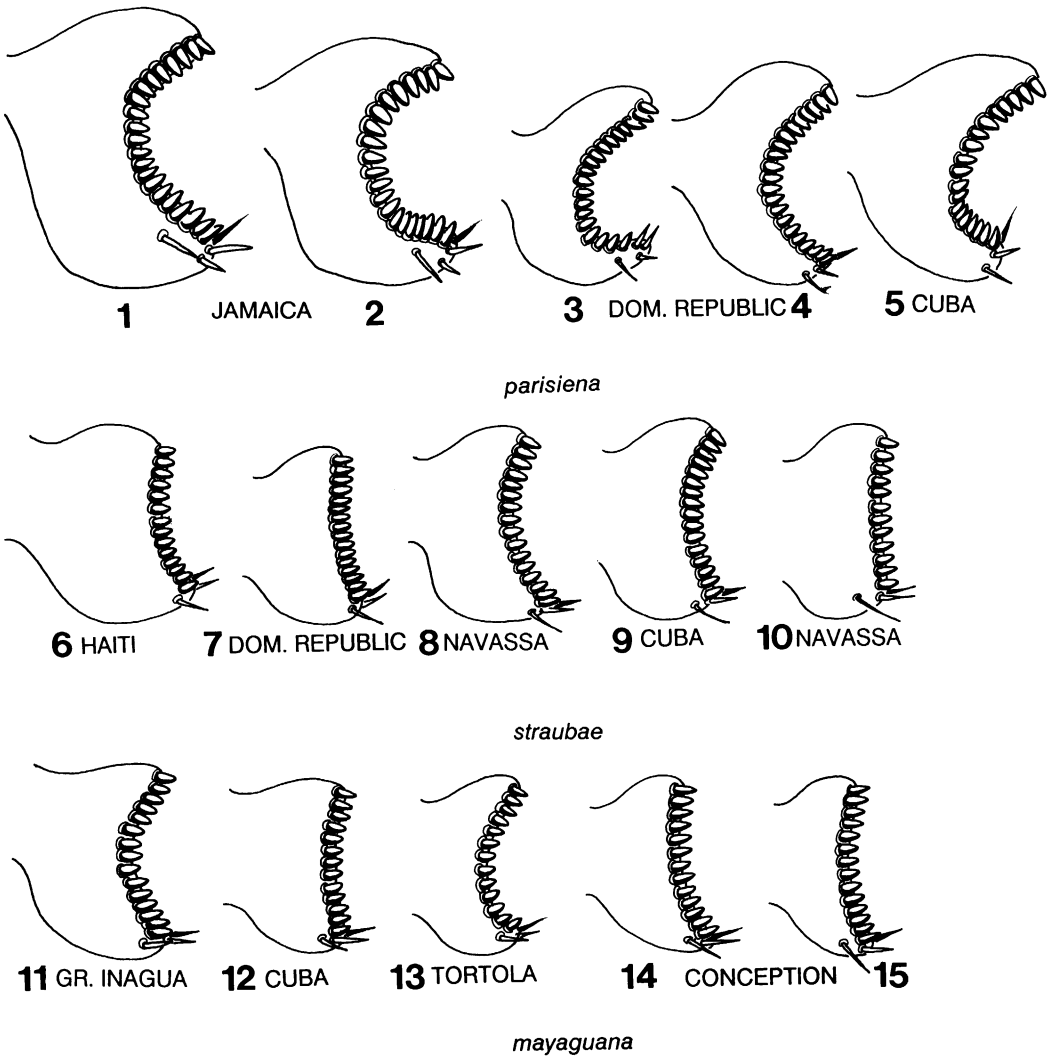 1 JAMAICA 2 3 DOM. REPUBLIC 4 5 CUBA
parisiena
6 HAITI 7 DOM. REPUBLIC 8 NAVASSA 9 CUBA 10 NAVASSA
straubae
11 GR. INAGUA 12 CUBA 13 TORTOLA 14 CONCEPTION 15
mayaguana